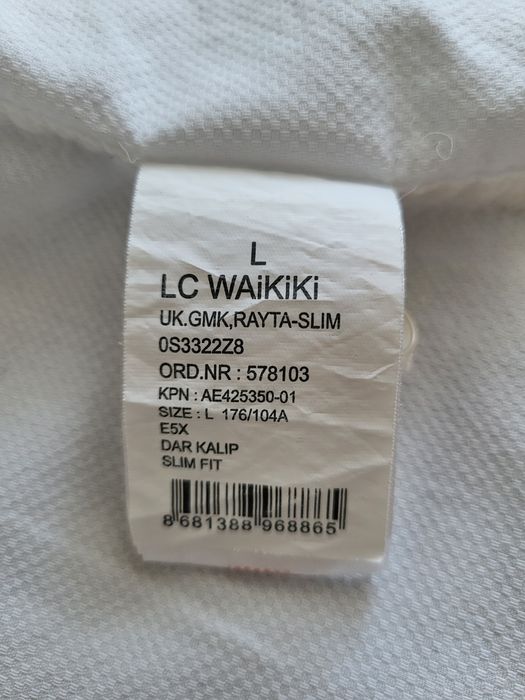 L
LC WAiKiKi
UK.GMK,RAYTA-SLIM
0S3322Z8
ORD.NR : 578103
KPN : AE425350-01
SIZE : L 176/104A
E5X
DAR KALIP
SLIM FIT
8 681388 968865